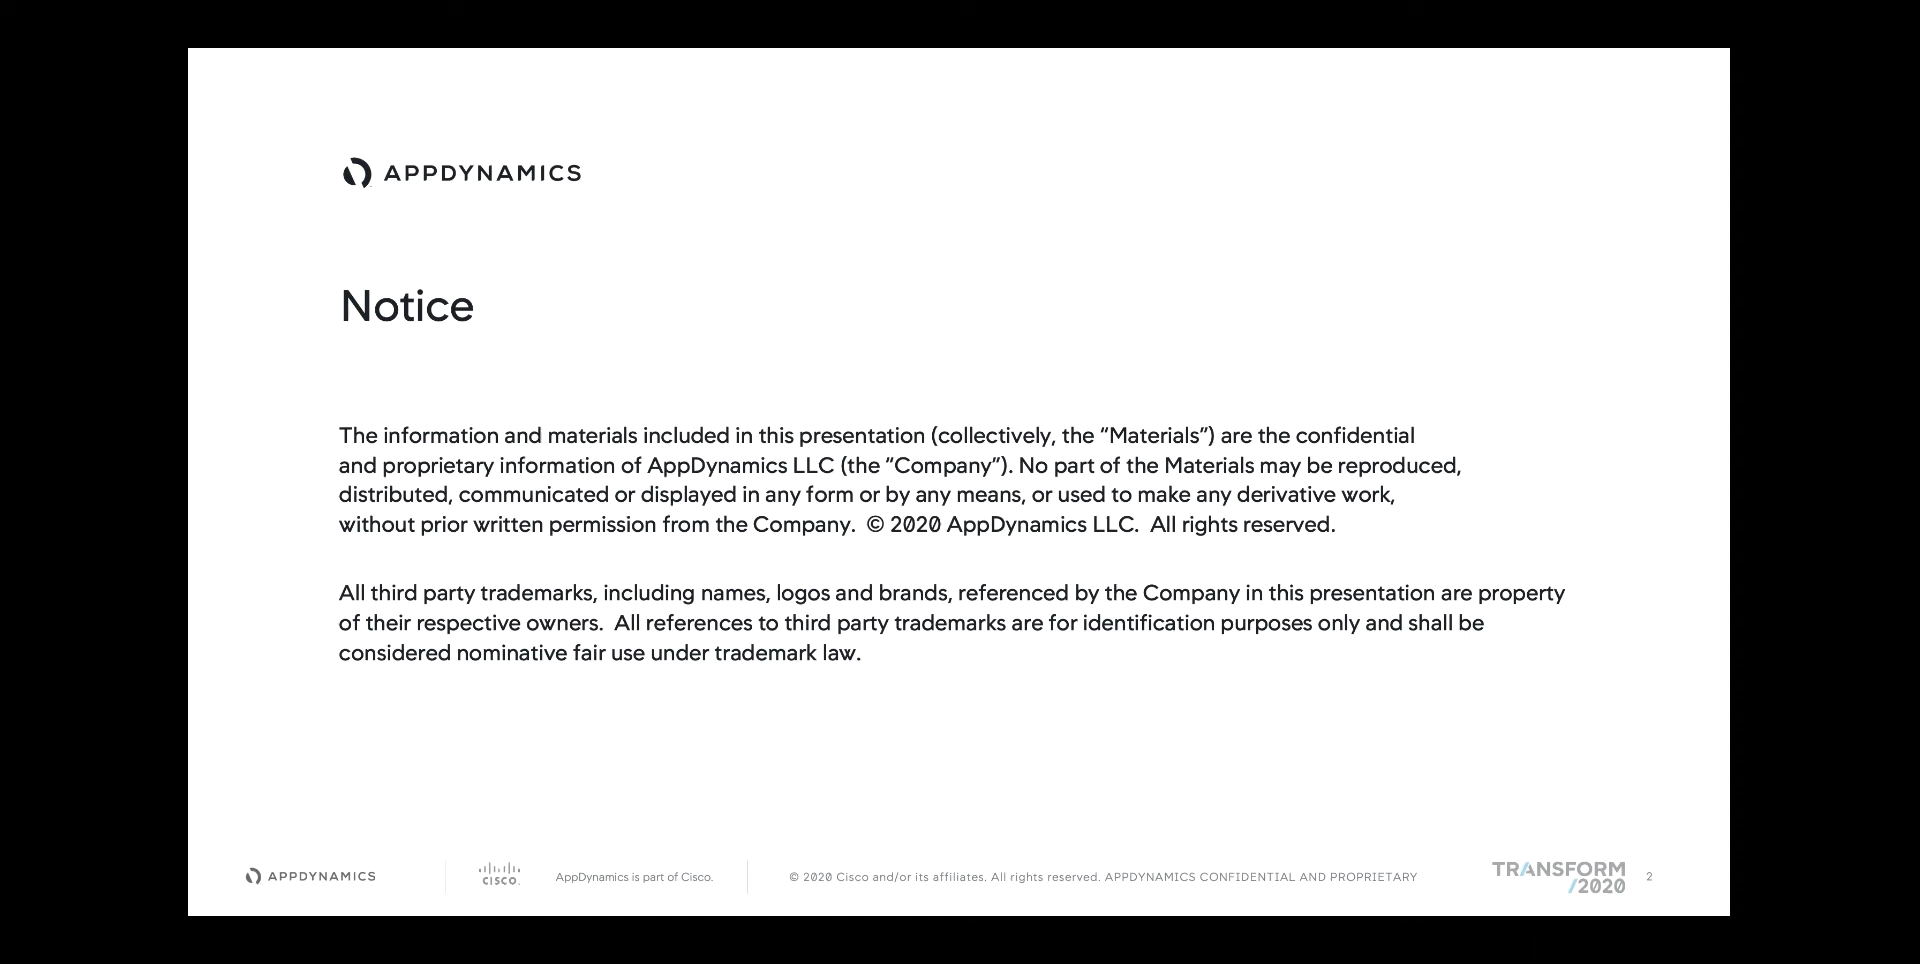 APPDYNAMICS
Notice
The information and materials included in this presentation (collectively, the “Materials”) are the confidential
and proprietary information of AppDynamics LLC (the “Company”). No part of the Materials may be reproduced,
distributed, communicated or displayed in any form or by any means, or used to make any derivative work,
without prior written permission from the Company.  © 2020 AppDynamics LLC.  All rights reserved.
All third party trademarks, including names, logos and brands, referenced by the Company in this presentation are property
of their respective owners.  All references to third party trademarks are for identification purposes only and shall be
considered nominative fair use under trademark law.
APPDYNAMICS
CISCO.
AppDynamics is part of Cisco.
© 2020 Cisco and/or its affiliates. All rights reserved. APPDYNAMICS CONFIDENTIAL AND PROPRIETARY
TRANSFORM
/2020
2